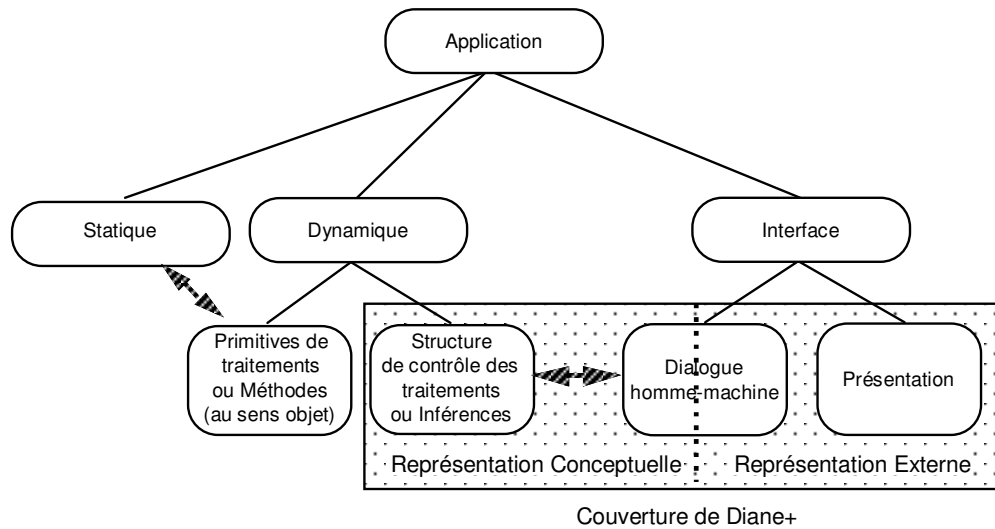 Application
Statique
Dynamique
Interface
Primitives de
traitements
ou Méthodes
(au sens objet)
Structure
de contrôle des
traitements
ou Inférences
Dialogue
homme-machine
Présentation
Représentation Conceptuelle
Représentation Externe
Couverture de Diane+